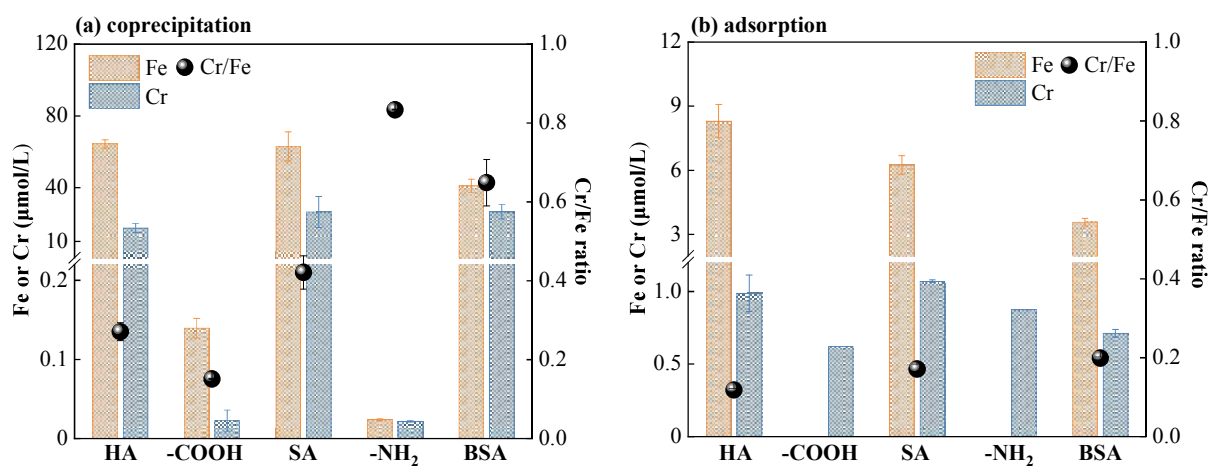 (a) coprecipitation
Fe or Cr (μmol/L)
120
80
40
10
0.2
0.1
0
Fe
Cr/Fe
Cr
1.0
0.8
0.6
0.4
0.2
0.0
Cr/Fe ratio
HA
-COOH
SA
-NH₂
BSA
(b) adsorption
Fe or Cr (μmol/L)
12
9
6
3
1.0
0.5
0
Fe
Cr/Fe
Cr
1.0
0.8
0.6
0.4
0.2
0.0
Cr/Fe ratio
HA
-COOH
SA
-NH₂
BSA